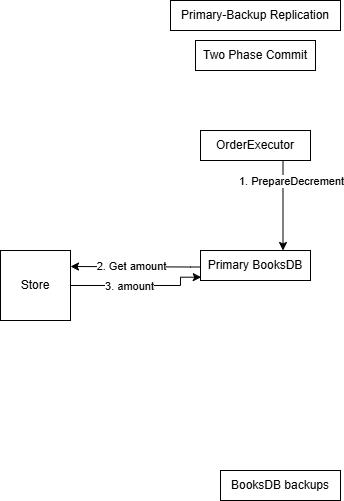 Primary-Backup Replication
Two Phase Commit
OrderExecutor
1. PrepareDecrement
2. Get amount
Primary BooksDB
Store
3. amount
BooksDB backups